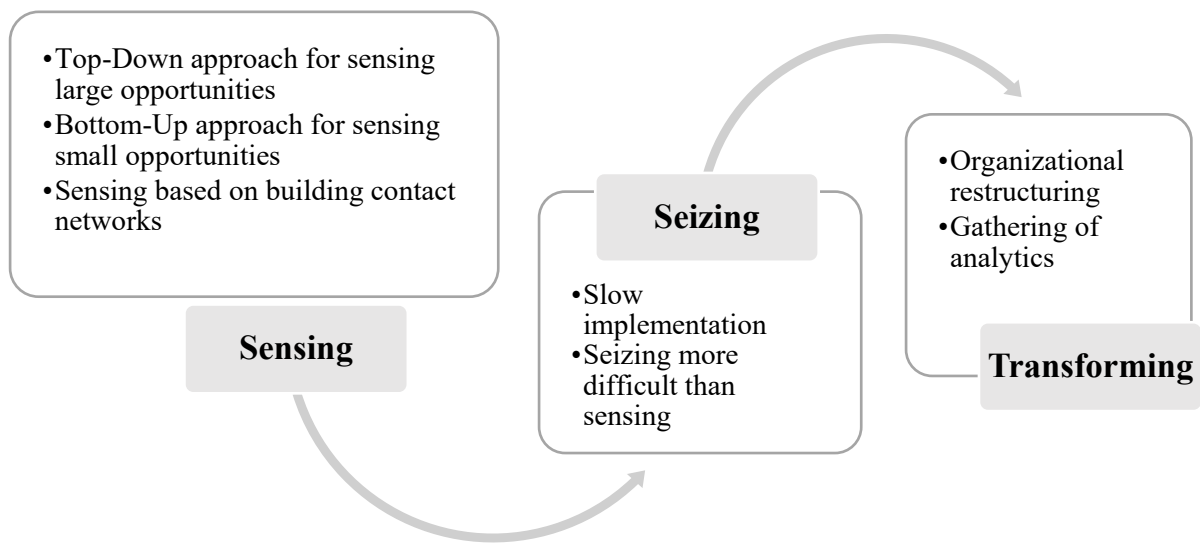 •Top-Down approach for sensing
large opportunities
•Bottom-Up approach for sensing
small opportunities
•Sensing based on building contact
networks
Sensing
Seizing
•Slow
implementation
•Seizing more
difficult than
sensing
•Organizational
restructuring
•Gathering of
analytics
Transforming